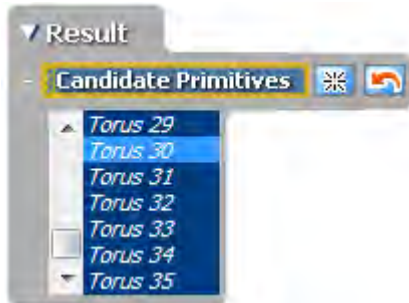 Result
Candidate Primitives
Torus 29
Torus 30
Torus 31
Torus 32
Torus 33
Torus 34
Torus 35